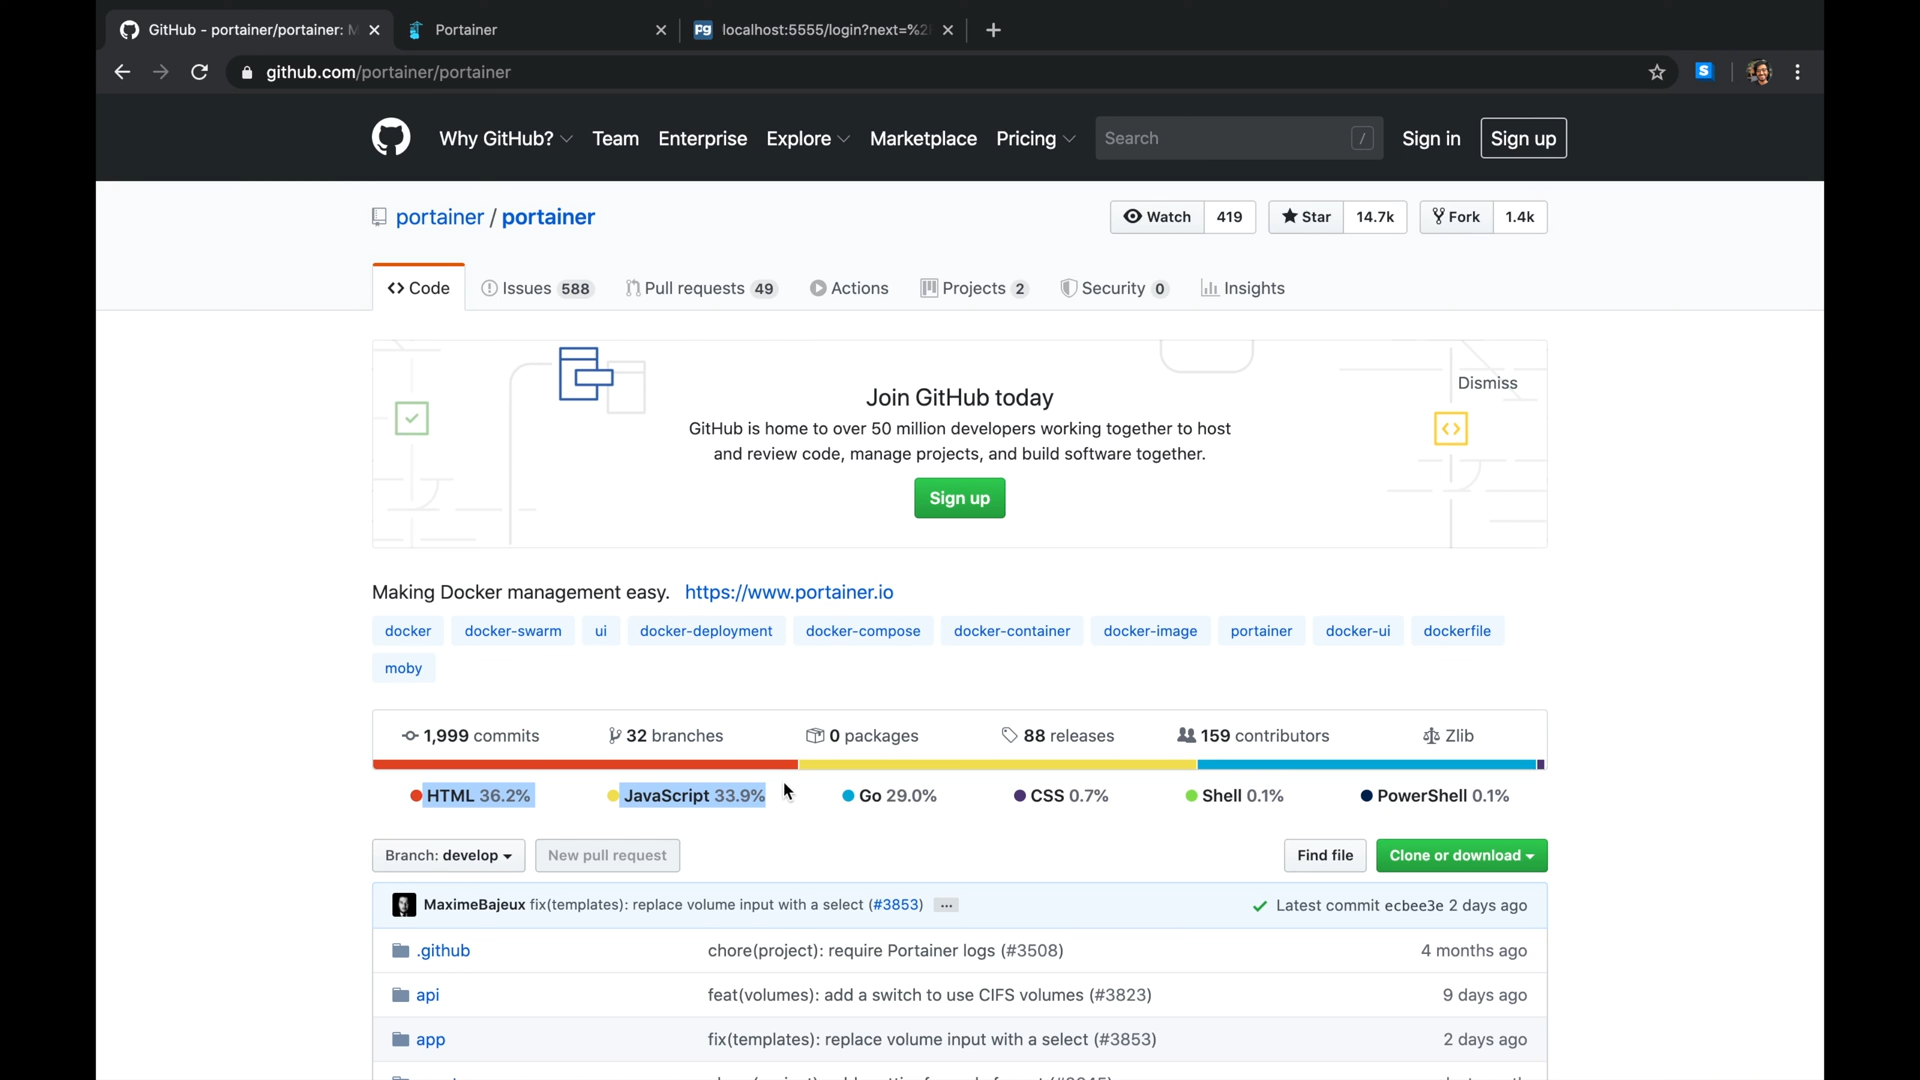 GitHub - portainer/portainer: M
Portainer
pg localhost:5555/login?next=%2F
github.com/portainer/portainer
S
Why GitHub? Team Enterprise Explore Marketplace Pricing Search / Sign in Sign up
portainer / portainer
Watch 419 Star 14.7k Fork 1.4k
Code Issues 588 Pull requests 49 Actions Projects 2 Security 0 Insights
Dismiss
Join GitHub today
GitHub is home to over 50 million developers working together to host
and review code, manage projects, and build software together.
Sign up
Making Docker management easy. https://www.portainer.io
docker docker-swarm ui docker-deployment docker-compose docker-container docker-image portainer docker-ui dockerfile
moby
1,999 commits 32 branches 0 packages 88 releases 159 contributors Zlib
HTML 36.2% JavaScript 33.9% Go 29.0% CSS 0.7% Shell 0.1% PowerShell 0.1%
Branch: develop New pull request Find file Clone or download
MaximeBajeux fix(templates): replace volume input with a select (#3853) ... Latest commit ecbee3e 2 days ago
.github chore(project): require Portainer logs (#3508) 4 months ago
api feat(volumes): add a switch to use CIFS volumes (#3823) 9 days ago
app fix(templates): replace volume input with a select (#3853) 2 days ago